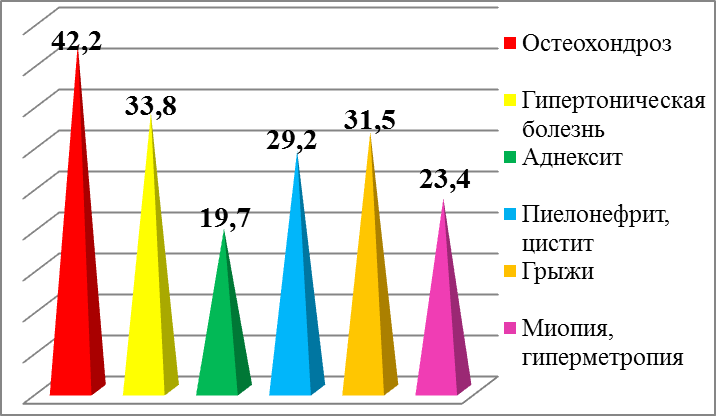 42,2
33,8
19,7
29,2
31,5
23,4
Остеохондроз
Гипертоническая
болезнь
Аднексит
Пиелонефрит,
цистит
Грыжи
Миопия,
гиперметропия